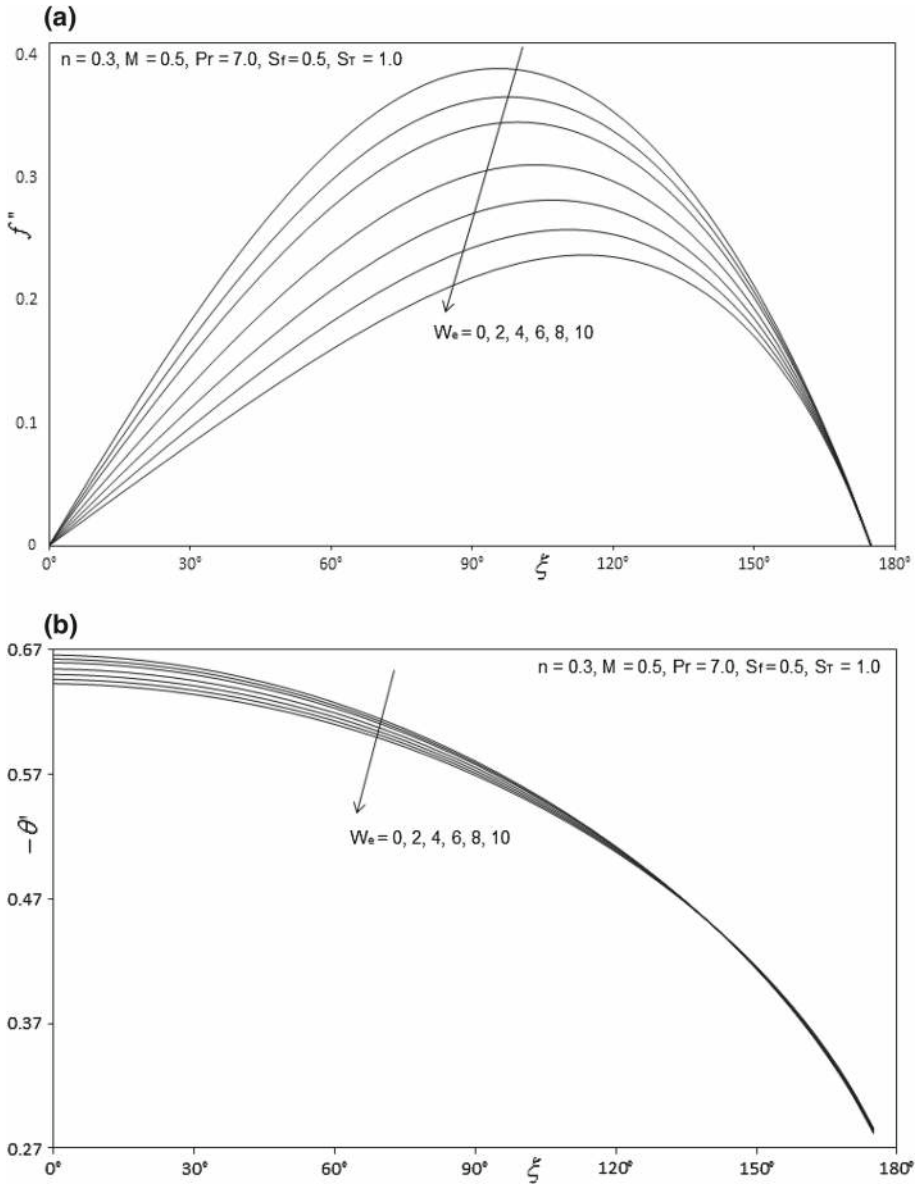 (a)
n = 0.3, M = 0.5, Pr = 7.0, Sf = 0.5, ST = 1.0
0.4
0.3
f"
0.2
We = 0, 2, 4, 6, 8, 10
0.1
0
0° 30° 60° 90° ξ 120° 150° 180°
(b)
0.67
n = 0.3, M = 0.5, Pr = 7.0, Sf = 0.5, ST = 1.0
0.57
−θ'
We = 0, 2, 4, 6, 8, 10
0.47
0.37
0.27
0° 30° 60° 90° ξ 120° 150° 180°